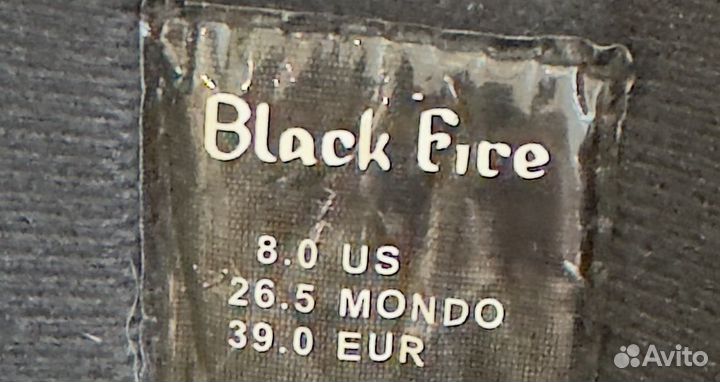 Black Fire
8.0 US
26.5 MONDO
39.0 EUR
Avito